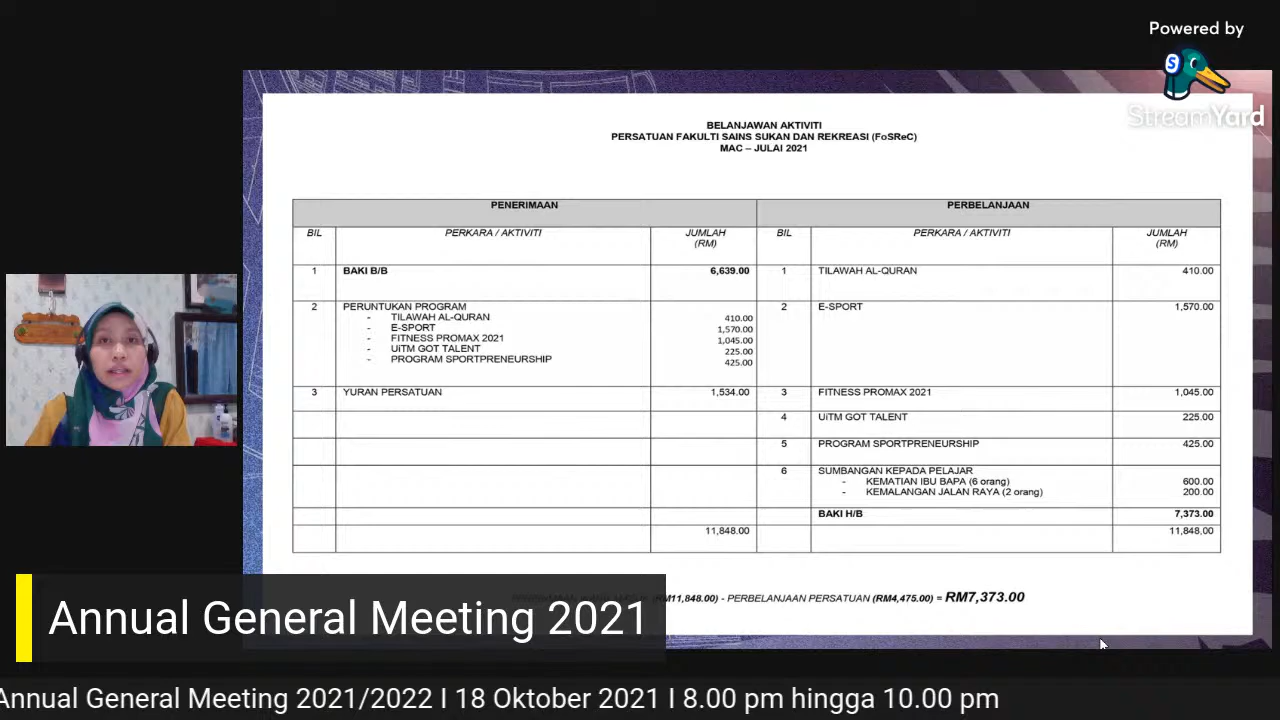 Powered by
S
StreamYard
BELANJAWAN AKTIVITI
PERSATUAN FAKULTI SAINS SUKAN DAN REKREASI (FoSReC)
MAC – JULAI 2021
PENERIMAAN PERBELANJAAN
BIL PERKARA / AKTIVITI JUMLAH (RM) BIL PERKARA / AKTIVITI JUMLAH (RM)
1 BAKI B/B 6,639.00 1 TILAWAH AL-QURAN 410.00
2 PERUNTUKAN PROGRAM 2 E-SPORT 1,570.00
- TILAWAH AL-QURAN 410.00
- E-SPORT 1,570.00
- FITNESS PROMAX 2021 1,045.00
- UiTM GOT TALENT 225.00
- PROGRAM SPORTPRENEURSHIP 425.00
3 YURAN PERSATUAN 1,534.00 3 FITNESS PROMAX 2021 1,045.00
4 UiTM GOT TALENT 225.00
5 PROGRAM SPORTPRENEURSHIP 425.00
6 SUMBANGAN KEPADA PELAJAR
- KEMATIAN IBU BAPA (6 orang) 600.00
- KEMALANGAN JALAN RAYA (2 orang) 200.00
BAKI H/B 7,373.00
11,848.00 11,848.00
(RM11,848.00) - PERBELANJAAN PERSATUAN (RM4,475.00) = RM7,373.00
Annual General Meeting 2021
Annual General Meeting 2021/2022 I 18 Oktober 2021 I 8.00 pm hingga 10.00 pm